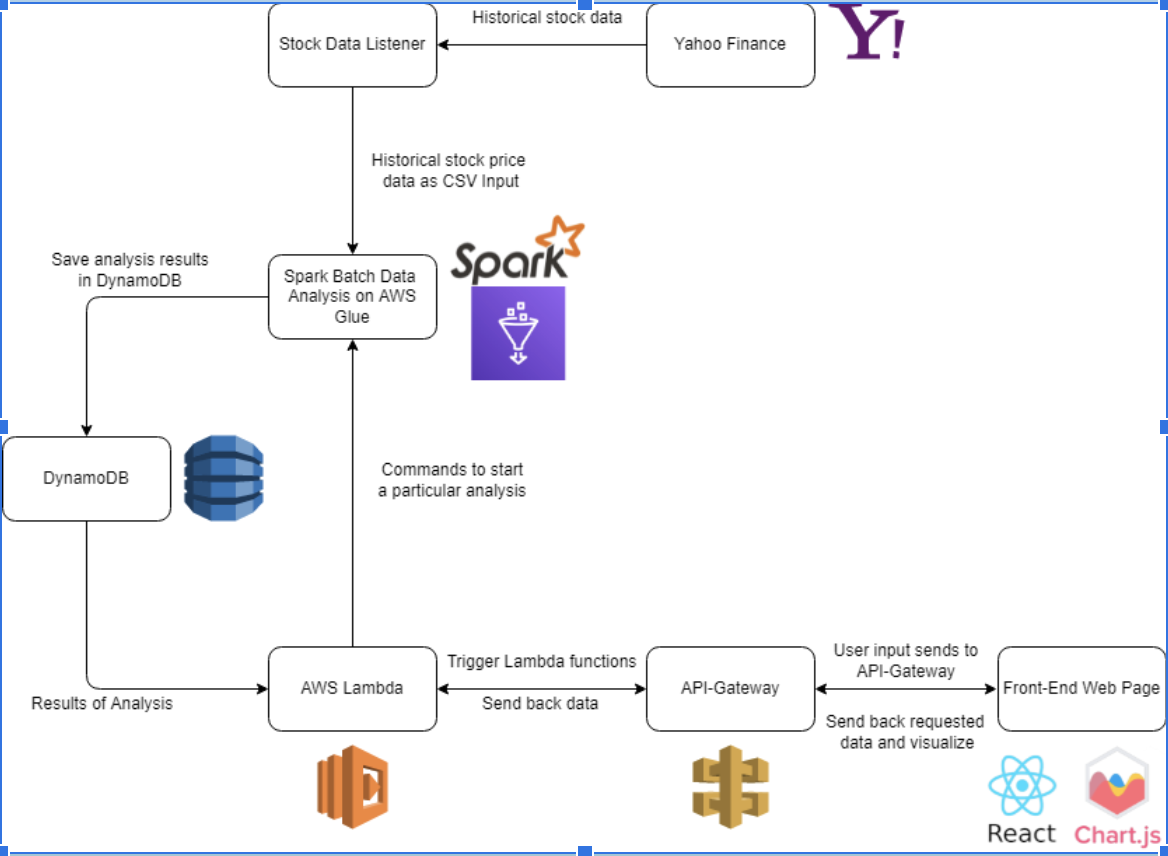 Historical stock data
Stock Data Listener
Yahoo Finance
Y!
Historical stock price
data as CSV Input
Save analysis results
in DynamoDB
Spark Batch Data
Analysis on AWS
Glue
Spark
DynamoDB
Commands to start
a particular analysis
Results of Analysis
AWS Lambda
Trigger Lambda functions
Send back data
API-Gateway
User input sends to
API-Gateway
Send back requested
data and visualize
Front-End Web Page
React
Chart.js